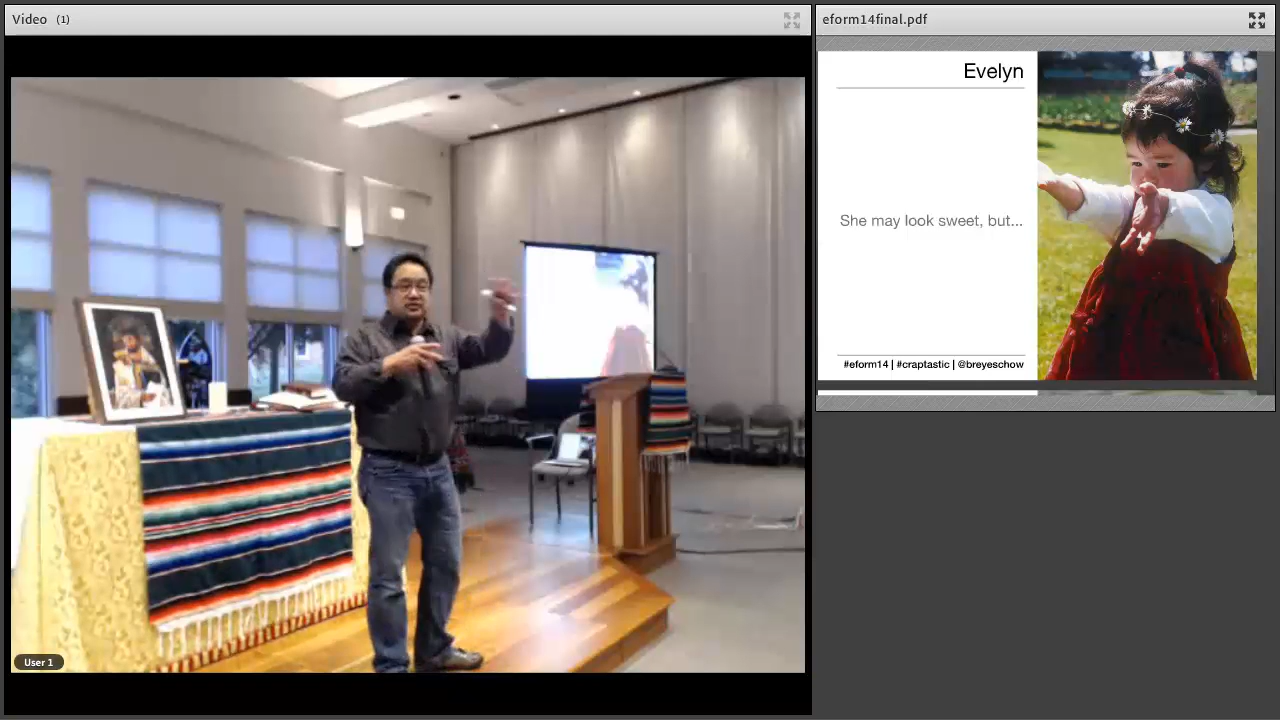 Video (1)
eform14final.pdf
Evelyn
She may look sweet, but...
#eform14 | #craptastic | @breyeschow
User 1